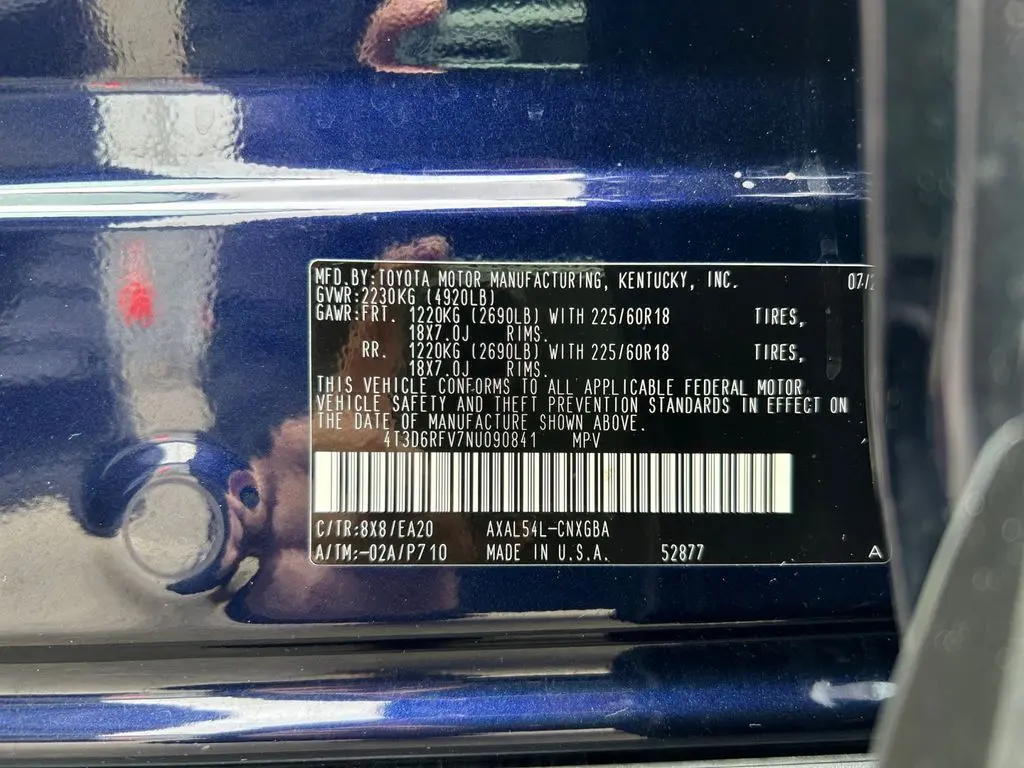 MFD.BY:TOYOTA MOTOR MANUFACTURING, KENTUCKY, INC.
GVWR:2230KG (4920LB)
GAWR:FRT. 1220KG (2690LB) WITH 225/60R18 TIRES,
18X7.0J RIMS.
RR. 1220KG (2690LB) WITH 225/60R18 TIRES,
18X7.0J RIMS.
THIS VEHICLE CONFORMS TO ALL APPLICABLE FEDERAL MOTOR
VEHICLE SAFETY AND THEFT PREVENTION STANDARDS IN EFFECT ON
THE DATE OF MANUFACTURE SHOWN ABOVE.
4T3D6RFV7NU090841 MPV
C/TR:8X8/EA20 AXAL54L-CNXGBA
A/TM:-02A/P710 MADE IN U.S.A. 52877 A